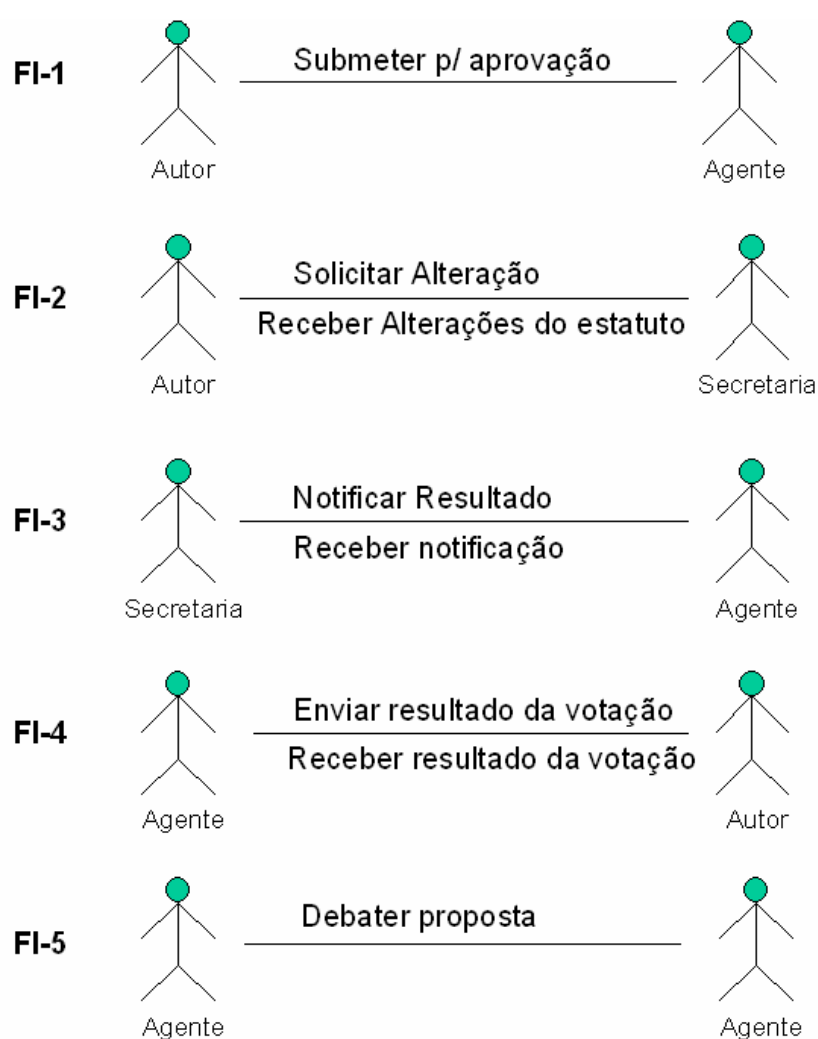 Submeter p/ aprovação
FI-1
Autor
Agente
Solicitar Alteração
FI-2
Receber Alterações do estatuto
Autor
Secretaria
Notificar Resultado
FI-3
Receber notificação
Secretaria
Agente
Enviar resultado da votação
FI-4
Receber resultado da votação
Agente
Autor
Debater proposta
FI-5
Agente
Agente